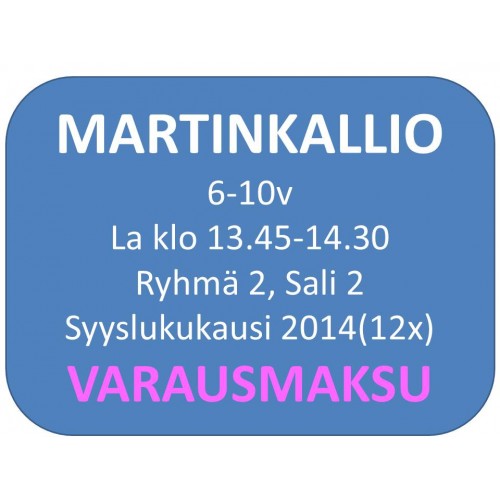 MARTINKALLIO
6-10v
La klo 13.45-14.30
Ryhmä 2, Sali 2
Syyslukukausi 2014(12x)
VARAUSMAKSU